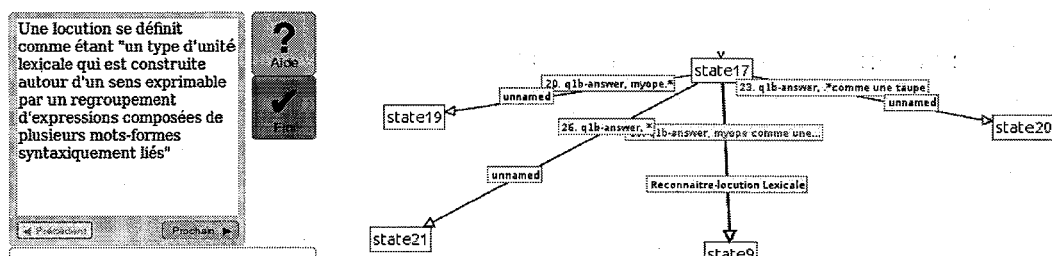 Une locution se définit
comme étant "un type d'unité
lexicale qui est construite
autour d'un sens exprimable
par un regroupement
d'expressions composées de
plusieurs mots-formes
syntaxiquement liés"
?
Aide
Fini
◄ Précédent
Prochain ►
state17
20. q1b-answer, myope.*
23. q1b-answer, .*comme une taupe
unnamed
unnamed
state19
state20
26. q1b-answer, *
q1b-answer, myope comme une...
unnamed
Reconnaitre-locution Lexicale
state21
state9